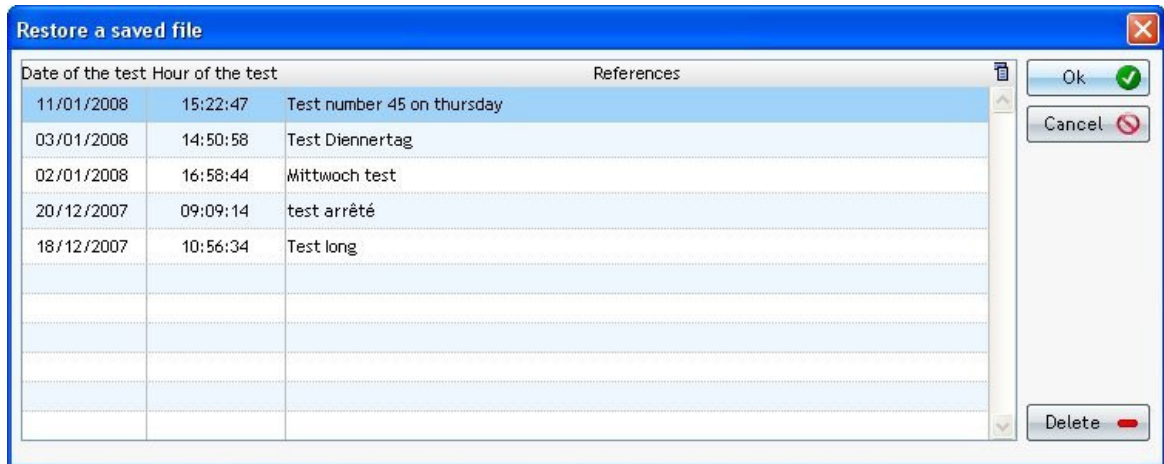 Restore a saved file
Date of the test Hour of the test References
Ok
11/01/2008 15:22:47 Test number 45 on thursday
Cancel
03/01/2008 14:50:58 Test Diennertag
02/01/2008 16:58:44 Mittwoch test
20/12/2007 09:09:14 test arrêté
18/12/2007 10:56:34 Test long
Delete